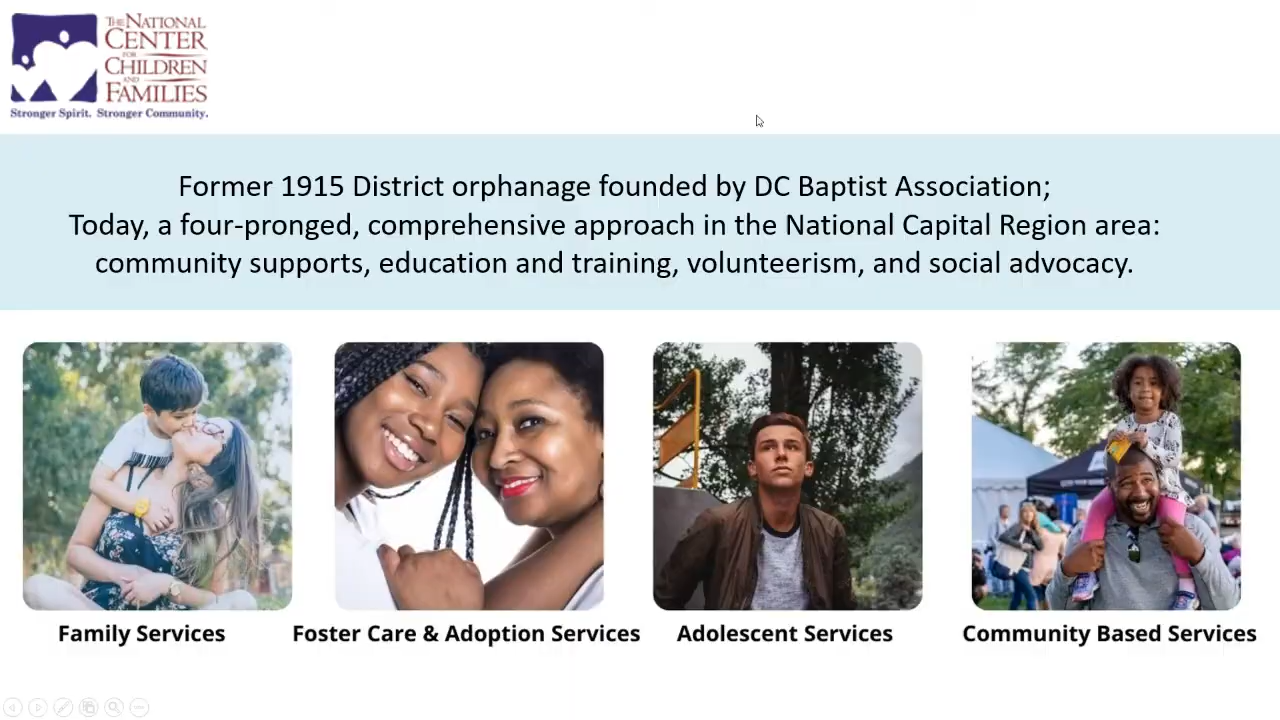 THE NATIONAL
CENTER
FOR
CHILDREN
AND
FAMILIES
Stronger Spirit. Stronger Community.
Former 1915 District orphanage founded by DC Baptist Association;
Today, a four-pronged, comprehensive approach in the National Capital Region area:
community supports, education and training, volunteerism, and social advocacy.
Family Services
Foster Care & Adoption Services
Adolescent Services
Community Based Services